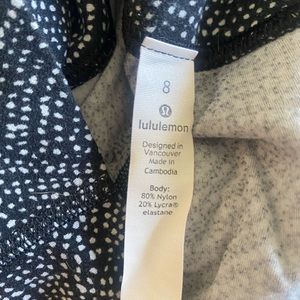 8
lululemon
Designed in
Vancouver
Made in
Cambodia
Body:
80% Nylon
20% Lycra®
elastane